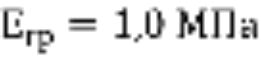 Eгр = 1,0 МПа